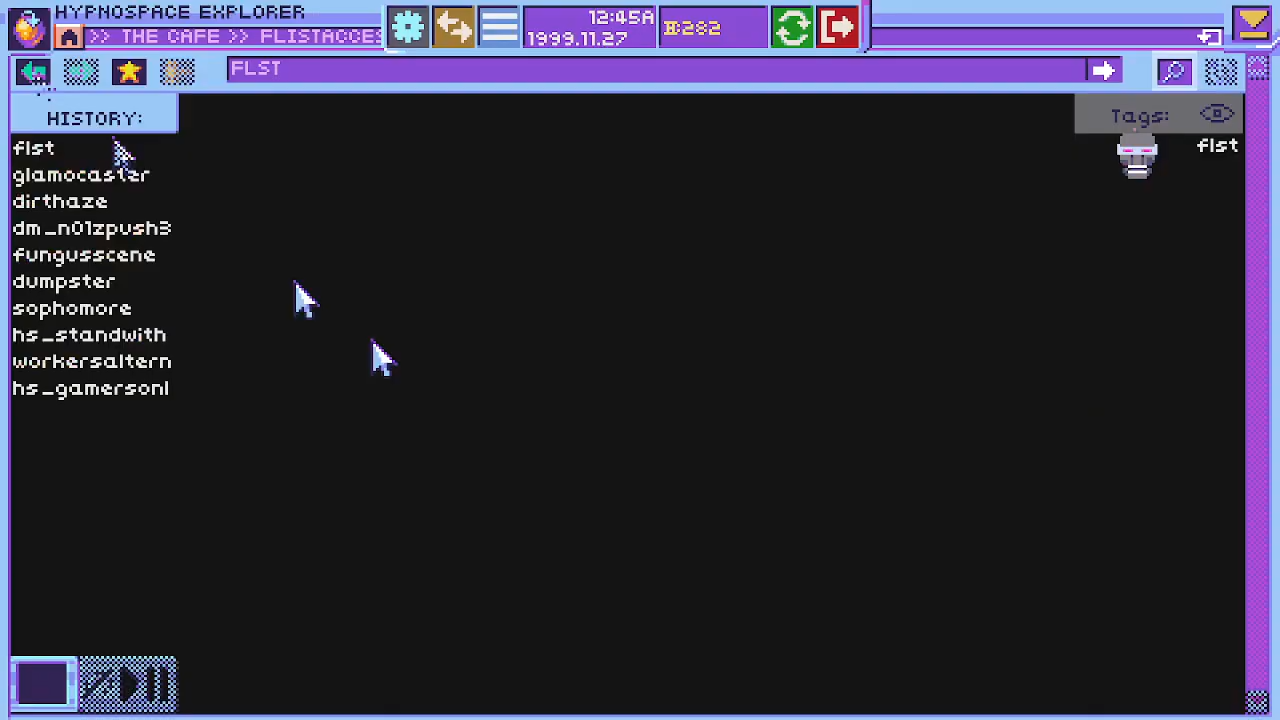 HYPNOSPACE EXPLORER
>> THE CAFE >> FLISTACCES
12:45A
1999.11.27
282
FLST
HISTORY:
flst
glamocaster
dirthaze
dm_n01zpush3
fungusscene
dumpster
sophomore
hs_standwith
workersaltern
hs_gamersonl
Tags:
flst